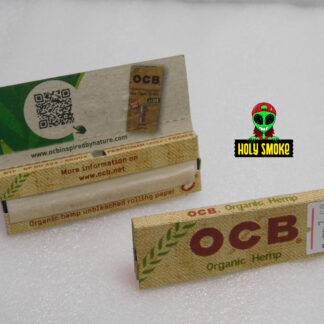 OCB
www.ocbinspiredbynature.com
More information on
www.ocb.net
Organic hemp unbleached rolling paper
HOLY SMOKE
OCB Organic Hemp
OCB
Organic Hemp